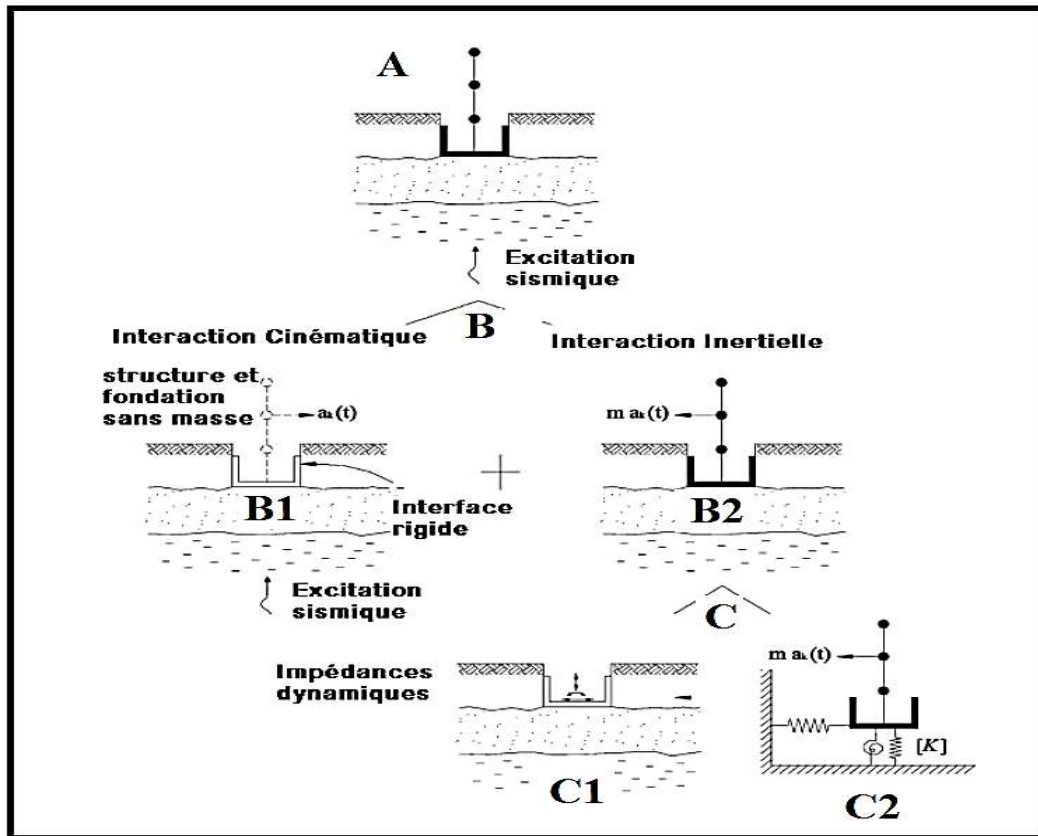 A
Excitation
sismique
Interaction Cinématique
B
Interaction Inertielle
structure et
fondation
sans masse
aₖ(t)
m aₖ(t)
B1
Interface
rigide
B2
Excitation
sismique
C
Impédances
dynamiques
m aₖ(t)
[K]
C1
C2